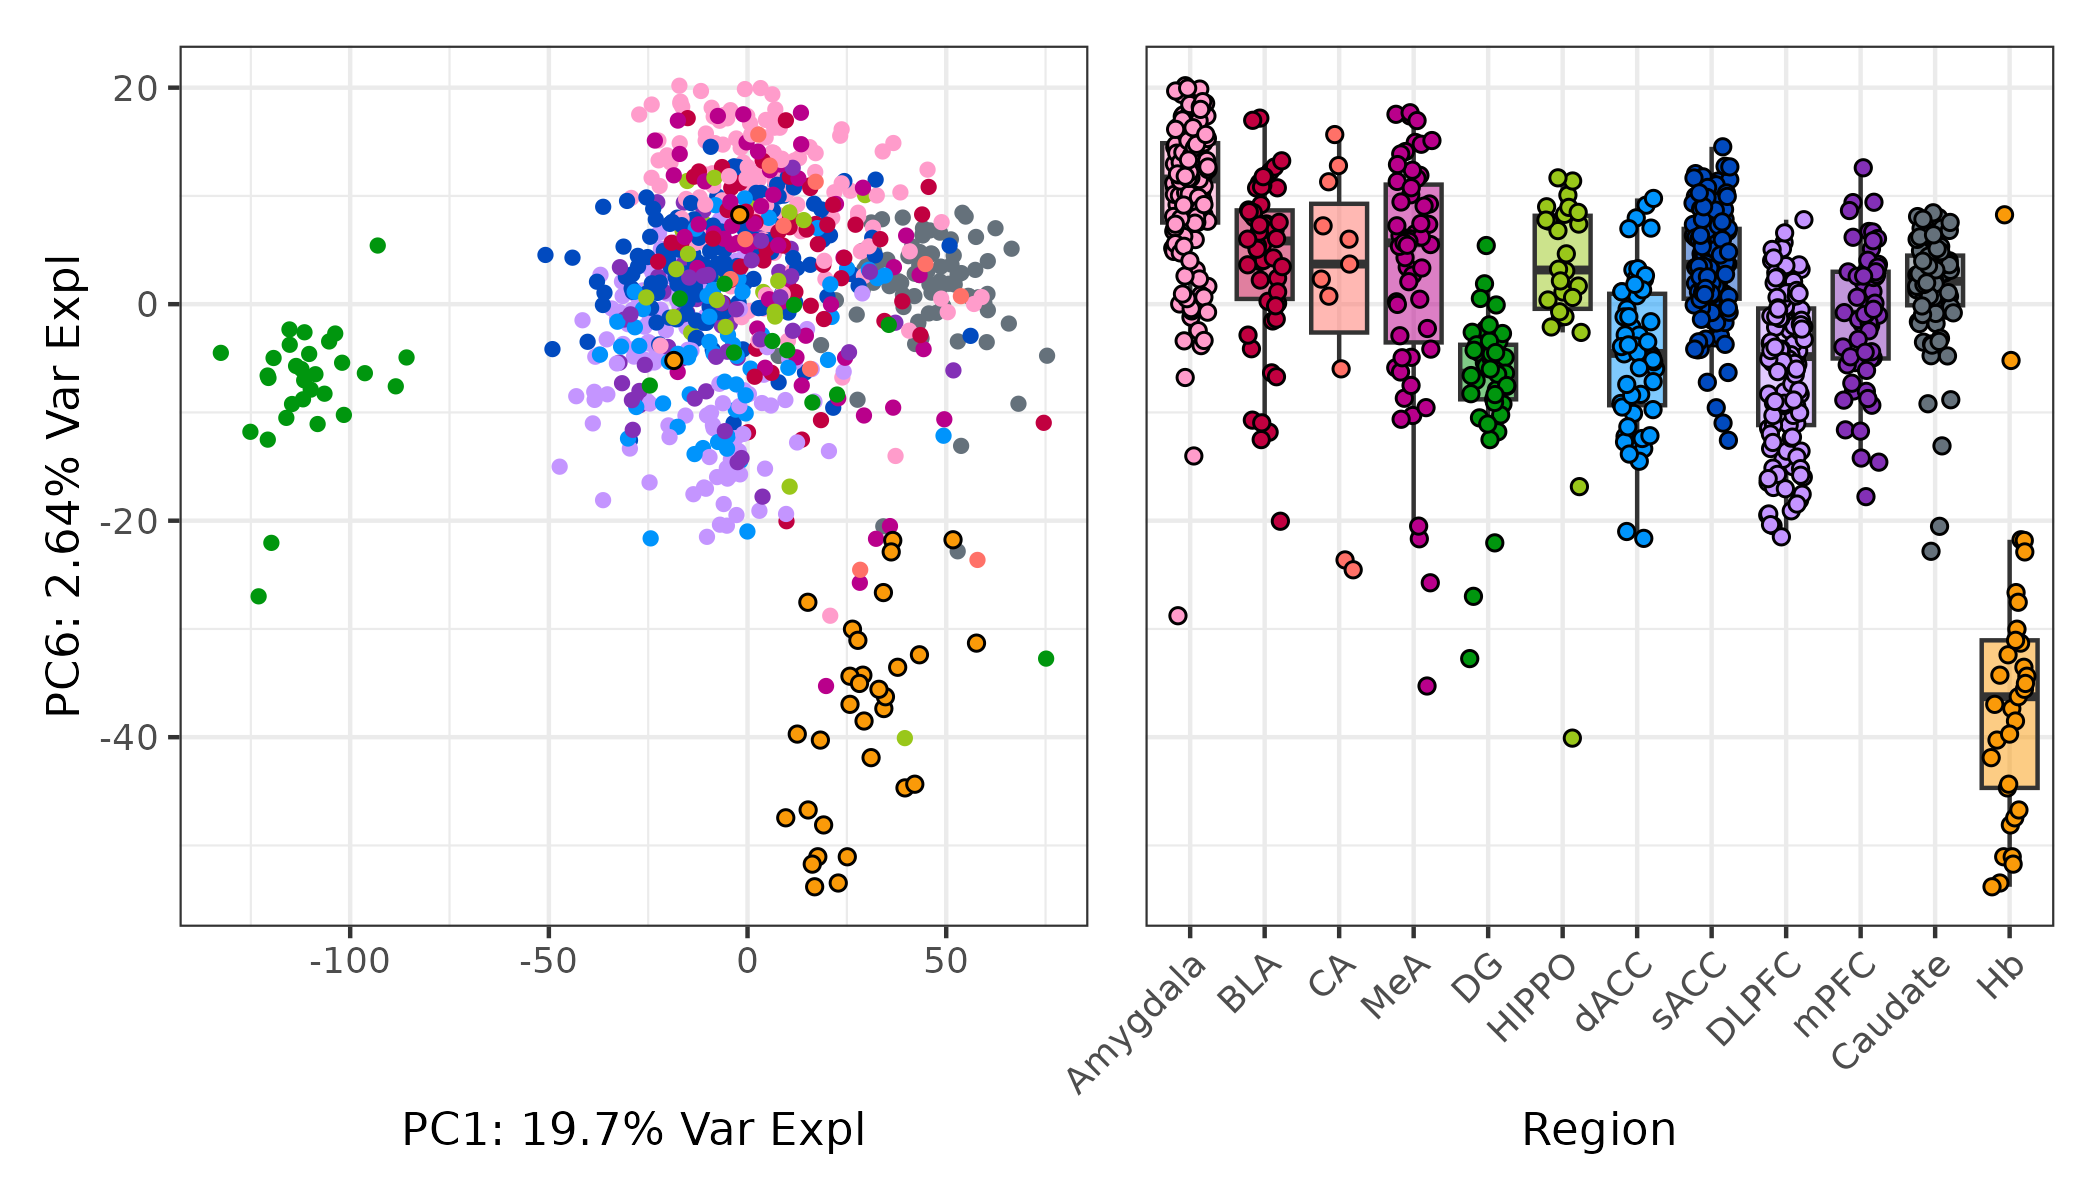 PC6: 2.64% Var Expl
20
0
-20
-40
-100
-50
0
50
PC1: 19.7% Var Expl
Amygdala
BLA
CA
MeA
DG
HIPPO
dACC
sACC
DLPFC
mPFC
Caudate
Hb
Region